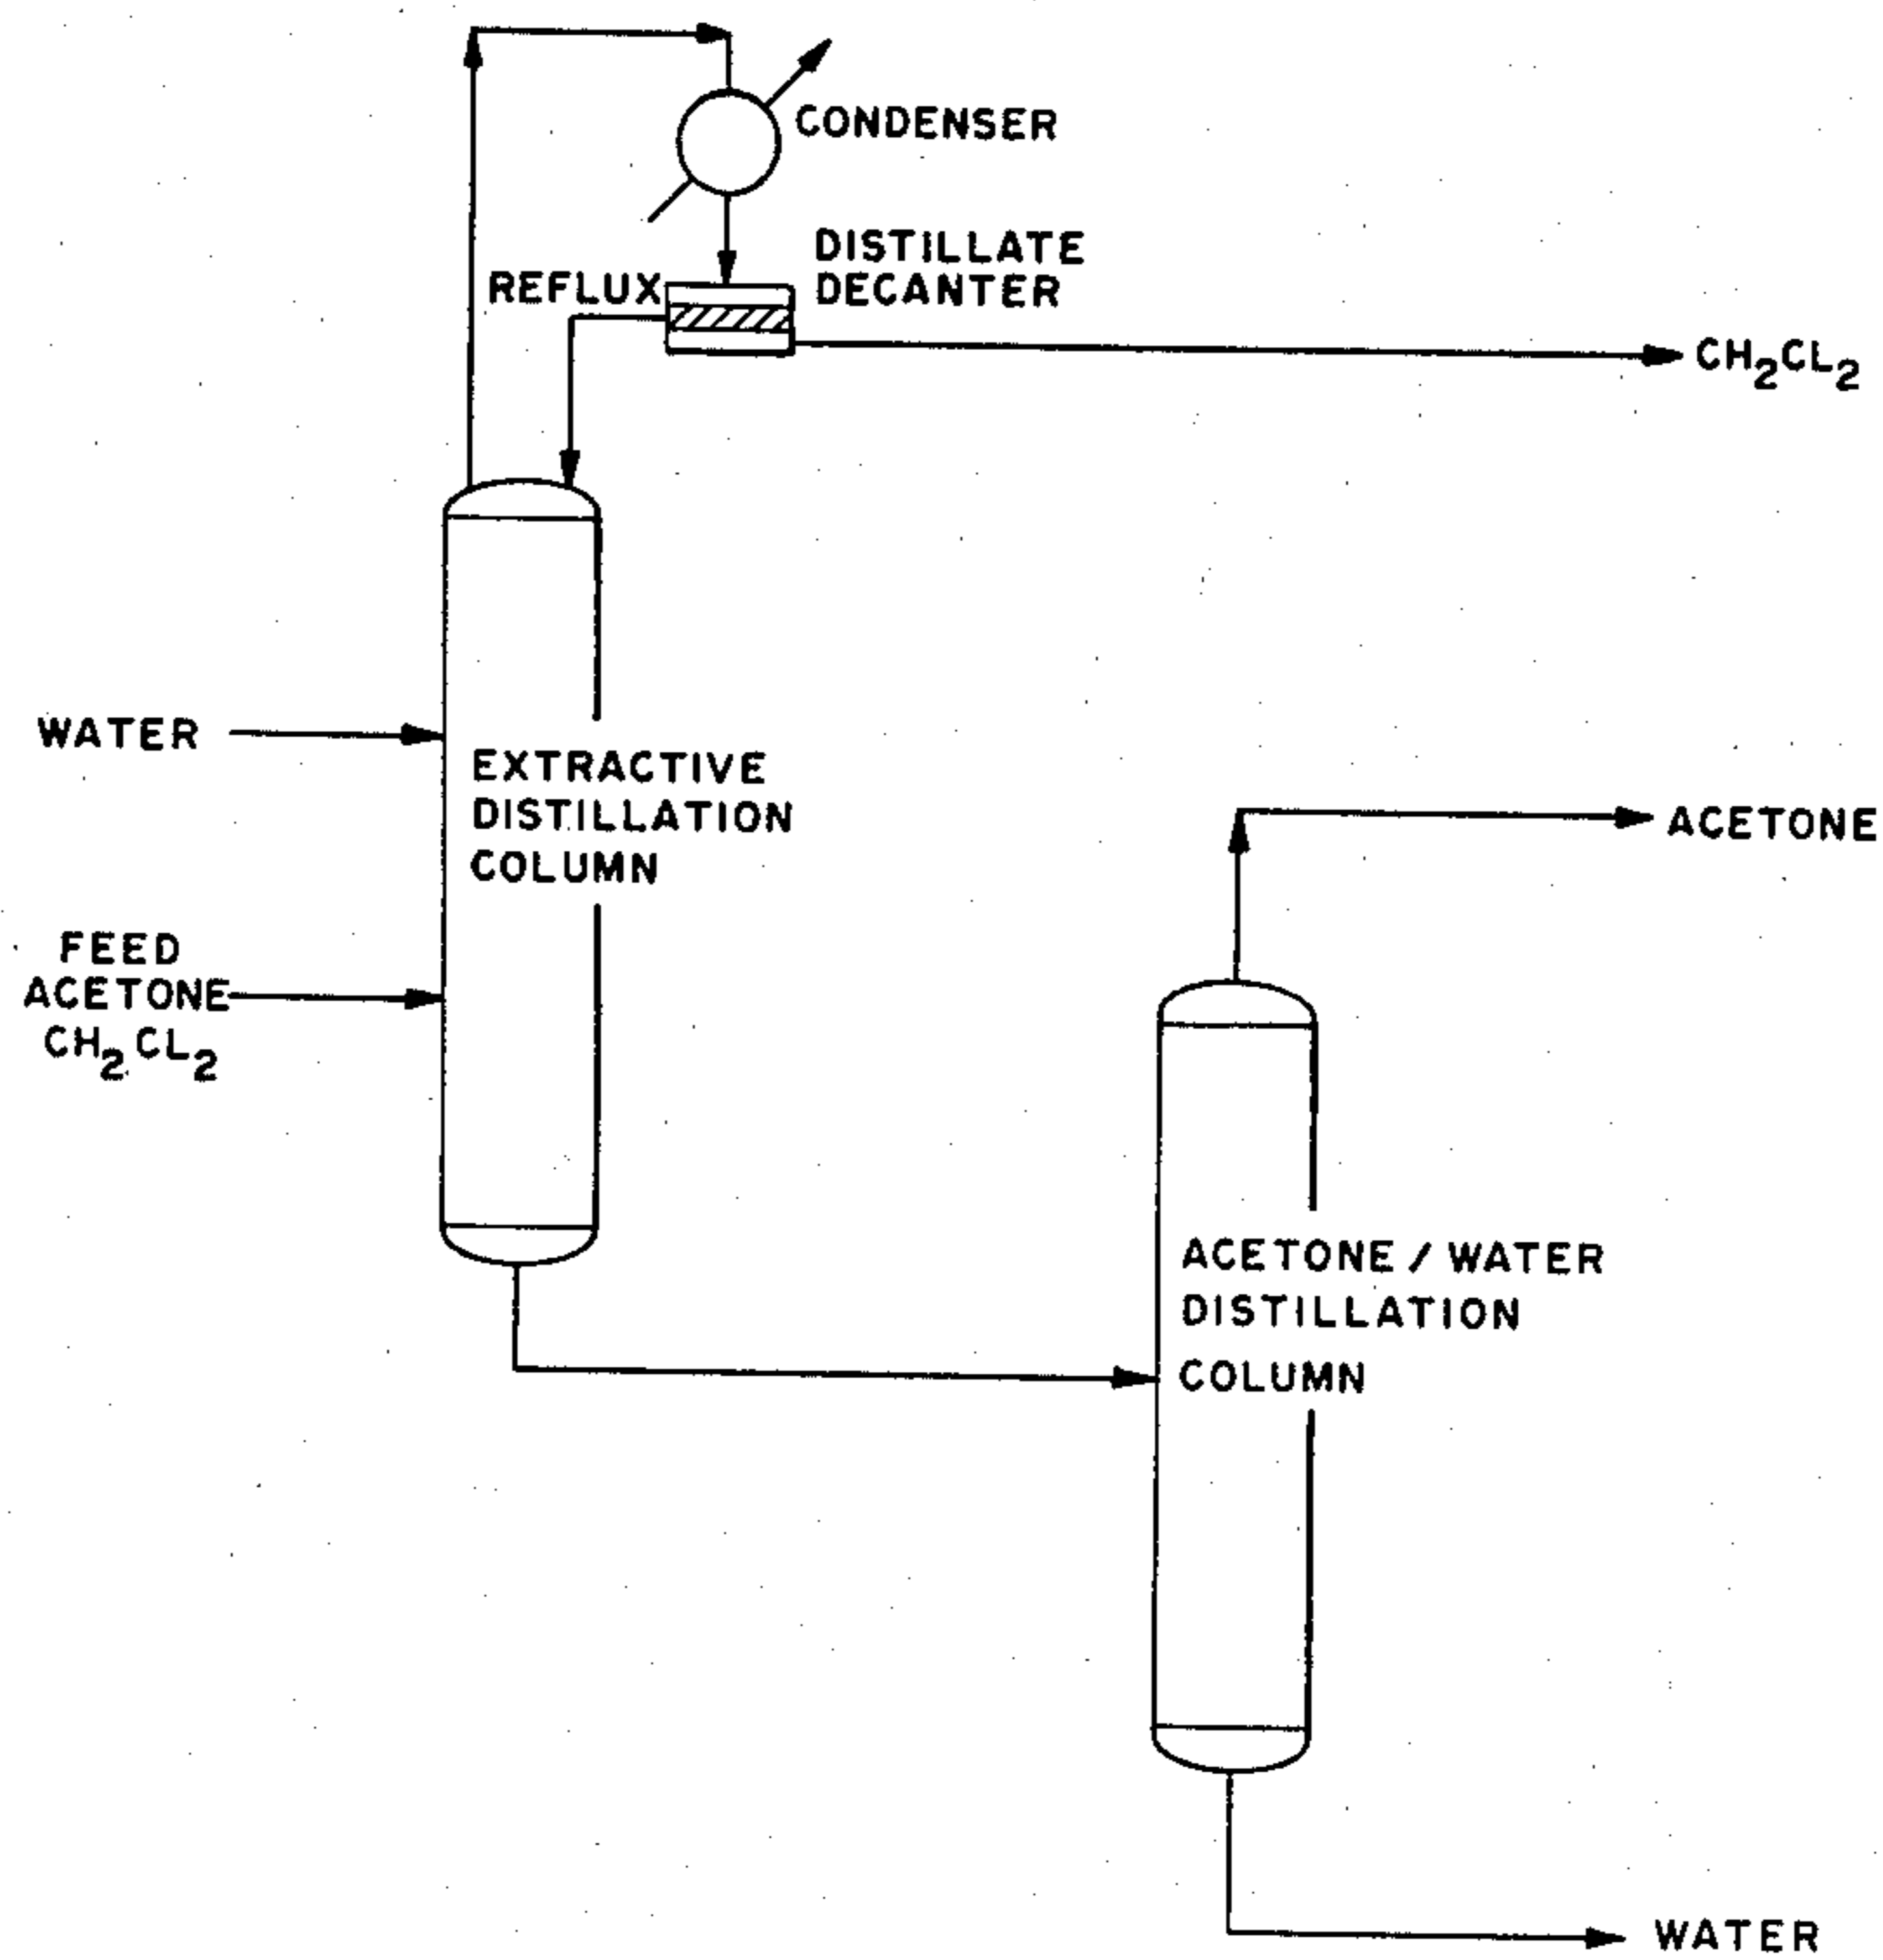 CONDENSER
DISTILLATE
DECANTER
REFLUX
CH₂CL₂
WATER
EXTRACTIVE
DISTILLATION
COLUMN
ACETONE
FEED
ACETONE
CH₂CL₂
ACETONE / WATER
DISTILLATION
COLUMN
WATER